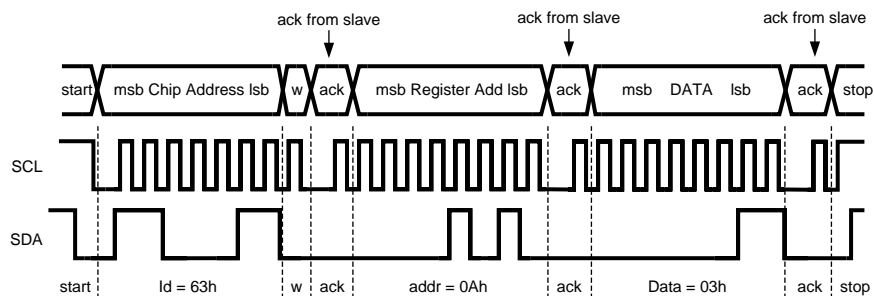 ack from slave ack from slave ack from slave
start msb Chip Address lsb w ack msb Register Add lsb ack msb DATA lsb ack stop
SCL
SDA
start Id = 63h w ack addr = 0Ah ack Data = 03h ack stop